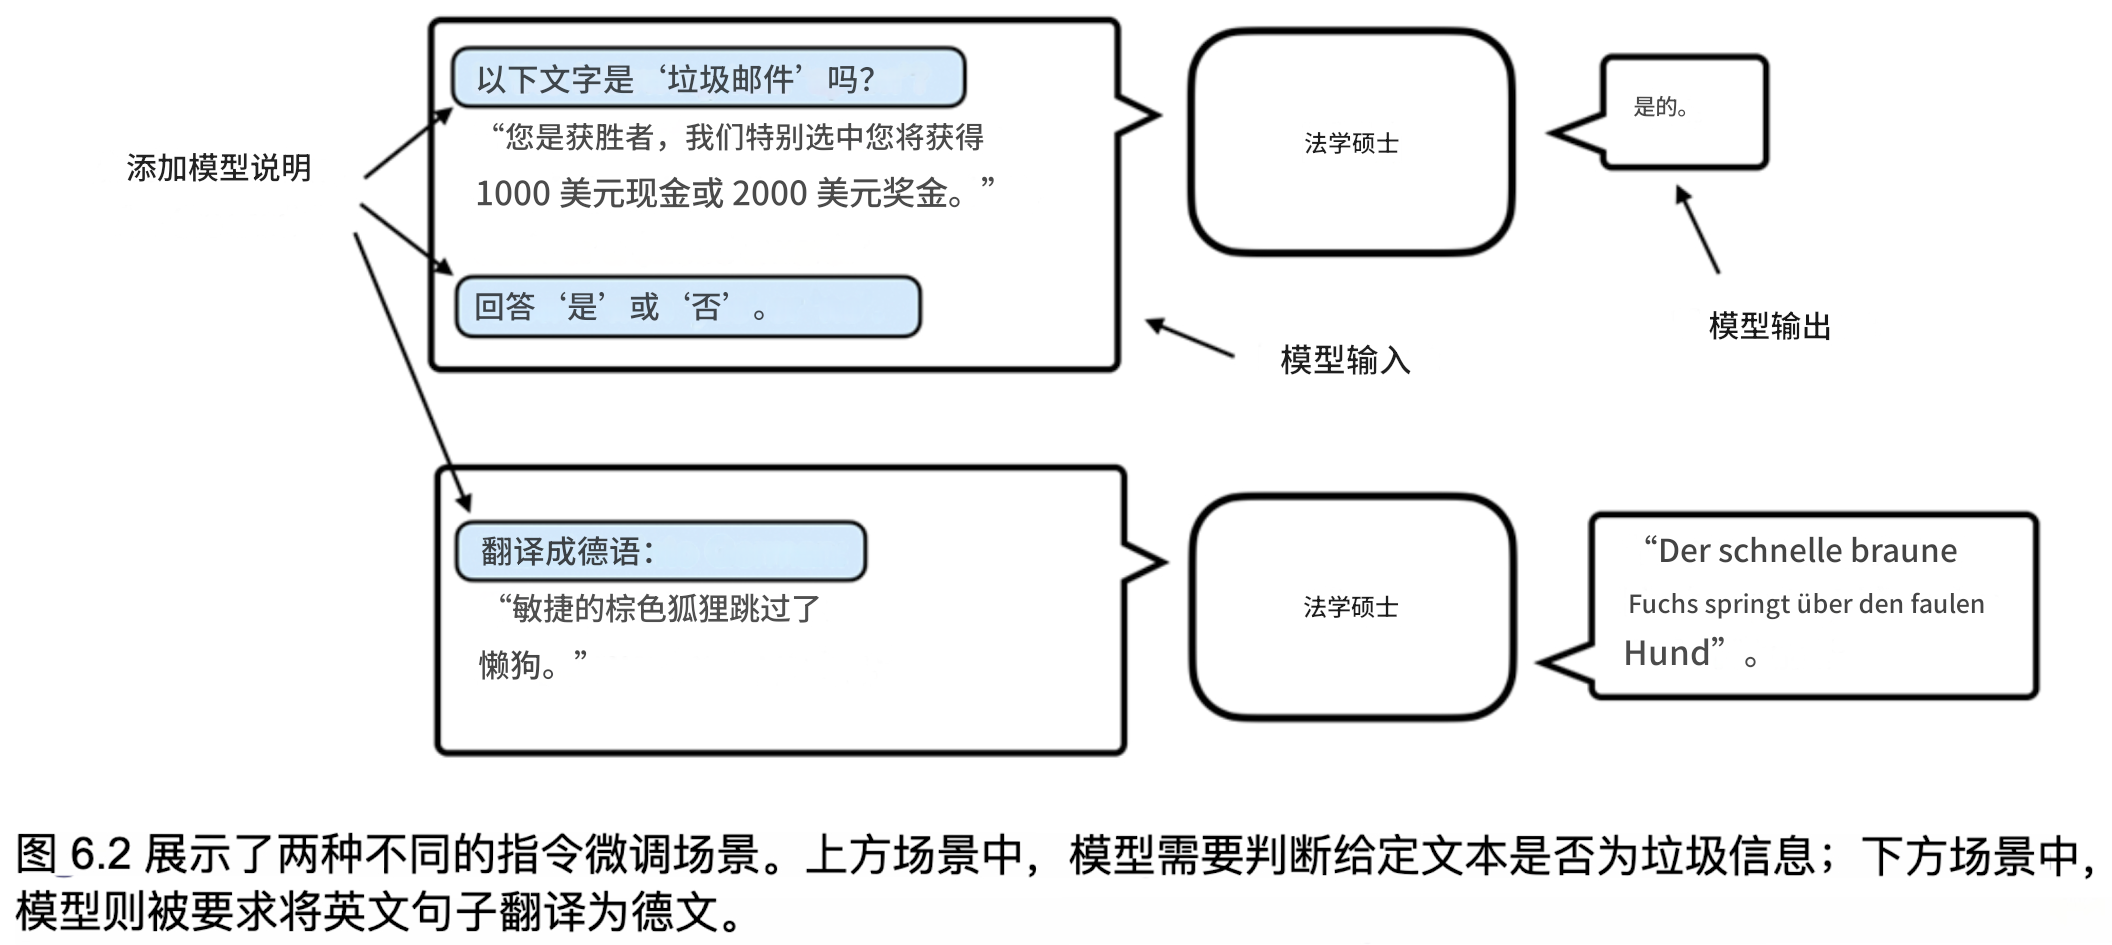 以下文字是‘垃圾邮件’吗?
“您是获胜者，我们特别选中您将获得
1000 美元现金或 2000 美元奖金。”
回答‘是’或‘否’。
添加模型说明
法学硕士
是的。
模型输入
模型输出
翻译成德语：
“敏捷的棕色狐狸跳过了
懒狗。”
法学硕士
“Der schnelle braune
Fuchs springt über den faulen
Hund”。
图 6.2 展示了两种不同的指令微调场景。上方场景中，模型需要判断给定文本是否为垃圾信息；下方场景中，
模型则被要求将英文句子翻译为德文。